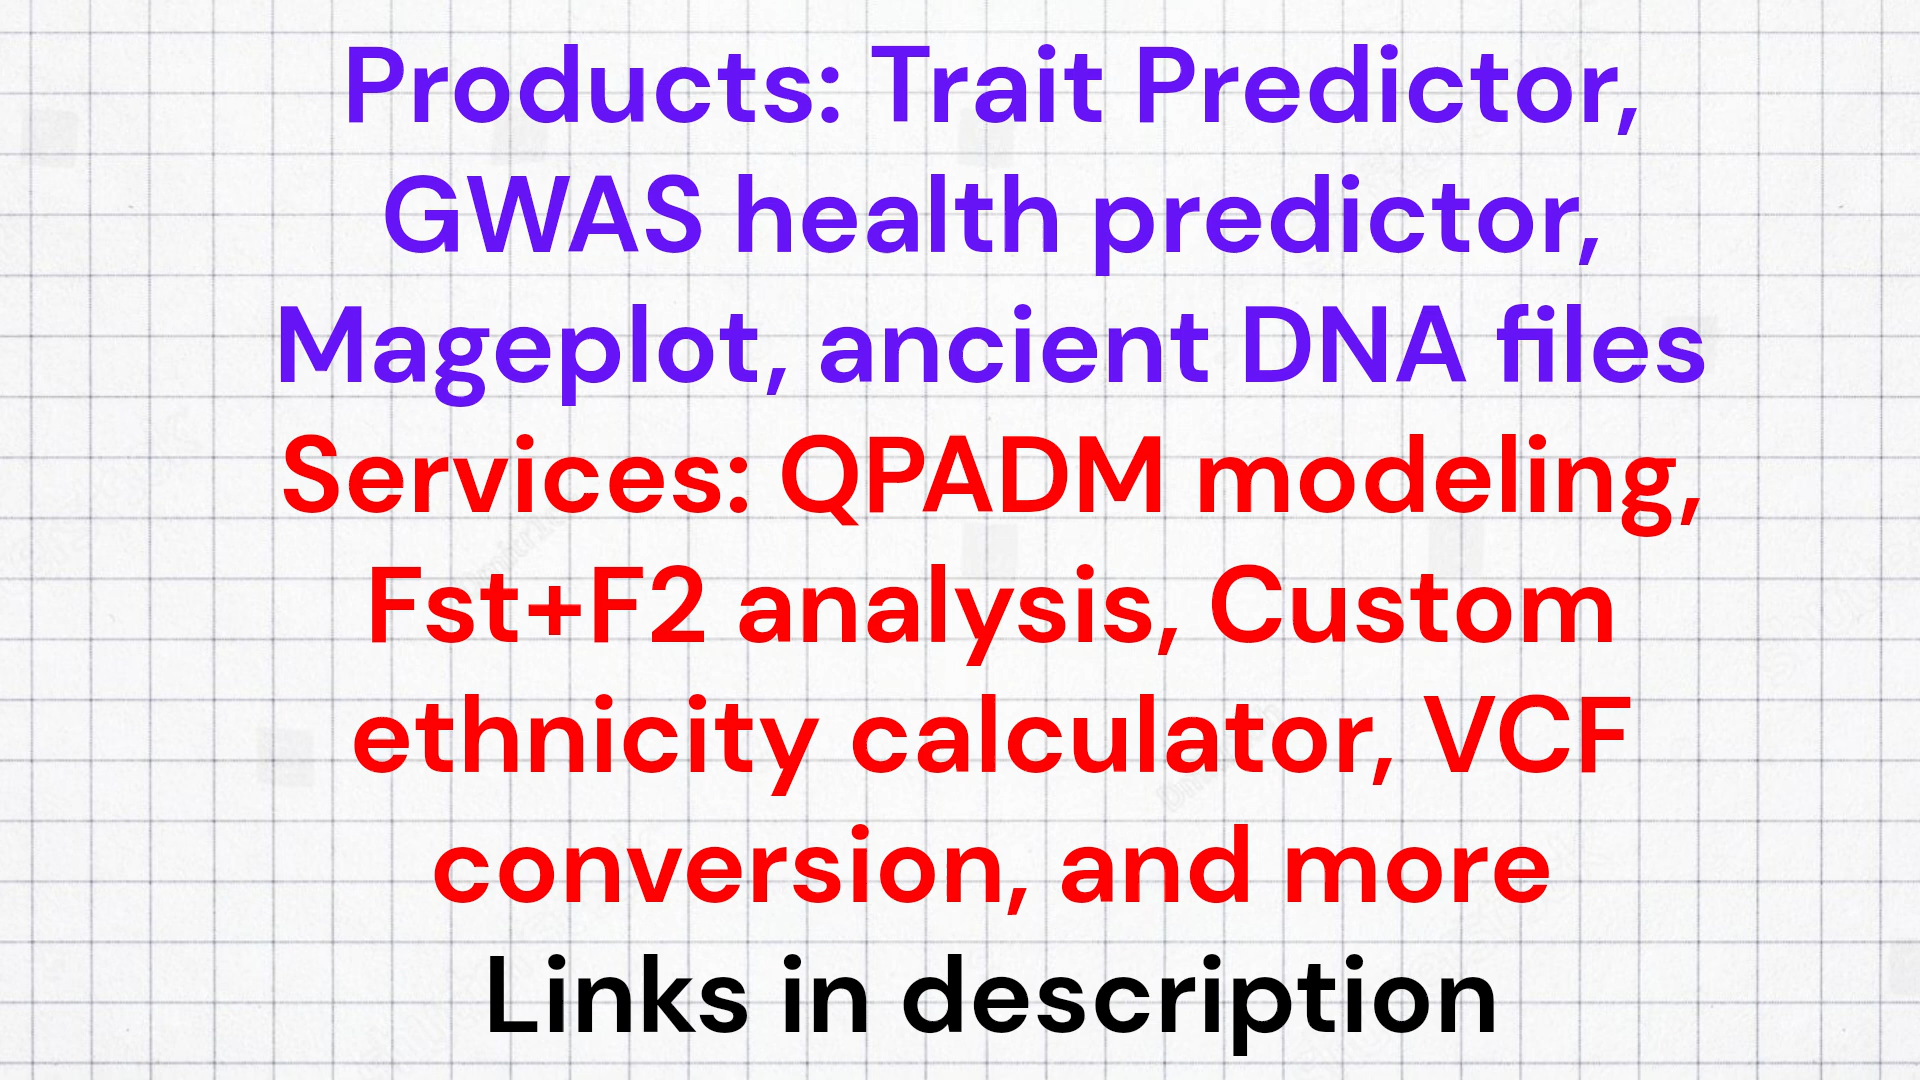 Products: Trait Predictor,
GWAS health predictor,
Mageplot, ancient DNA files
Services: QPADM modeling,
Fst+F2 analysis, Custom
ethnicity calculator, VCF
conversion, and more
Links in description